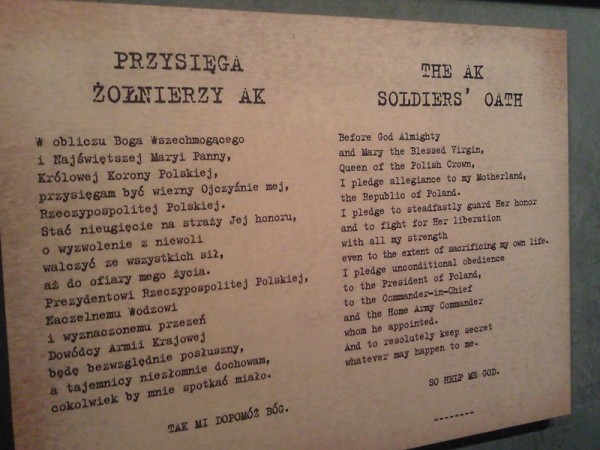 PRZYSIĘGA
ŻOŁNIERZY AK
W obliczu Boga Wszechmogącego
i Najświętszej Maryi Panny,
Królowej Korony Polskiej,
przysięgam być wierny Ojczyźnie mej,
Rzeczypospolitej Polskiej.
Stać nieugięcie na straży Jej honoru,
o wyzwolenie z niewoli
walczyć ze wszystkich sił,
aż do ofiary mego życia.
Prezydentowi Rzeczypospolitej Polskiej,
Naczelnemu Wodzowi
i wyznaczonemu przezeń
Dowódcy Armii Krajowej
będę bezwzględnie posłuszny,
a tajemnicy niezłomnie dochowam,
cokolwiek by mnie spotkać miało.
TAK MI DOPOMÓŻ BÓG.
THE AK
SOLDIERS' OATH
Before God Almighty
and Mary the Blessed Virgin,
Queen of the Polish Crown,
I pledge allegiance to my Motherland,
the Republic of Poland.
I pledge to steadfastly guard Her honor
and to fight for Her liberation
with all my strength
even to the extent of sacrificing my own life.
I pledge unconditional obedience
to the President of Poland,
to the Commander-in-Chief
and the Home Army Commander
whom he appointed.
And to resolutely keep secret
whatever may happen to me.
SO HELP ME GOD.
--------